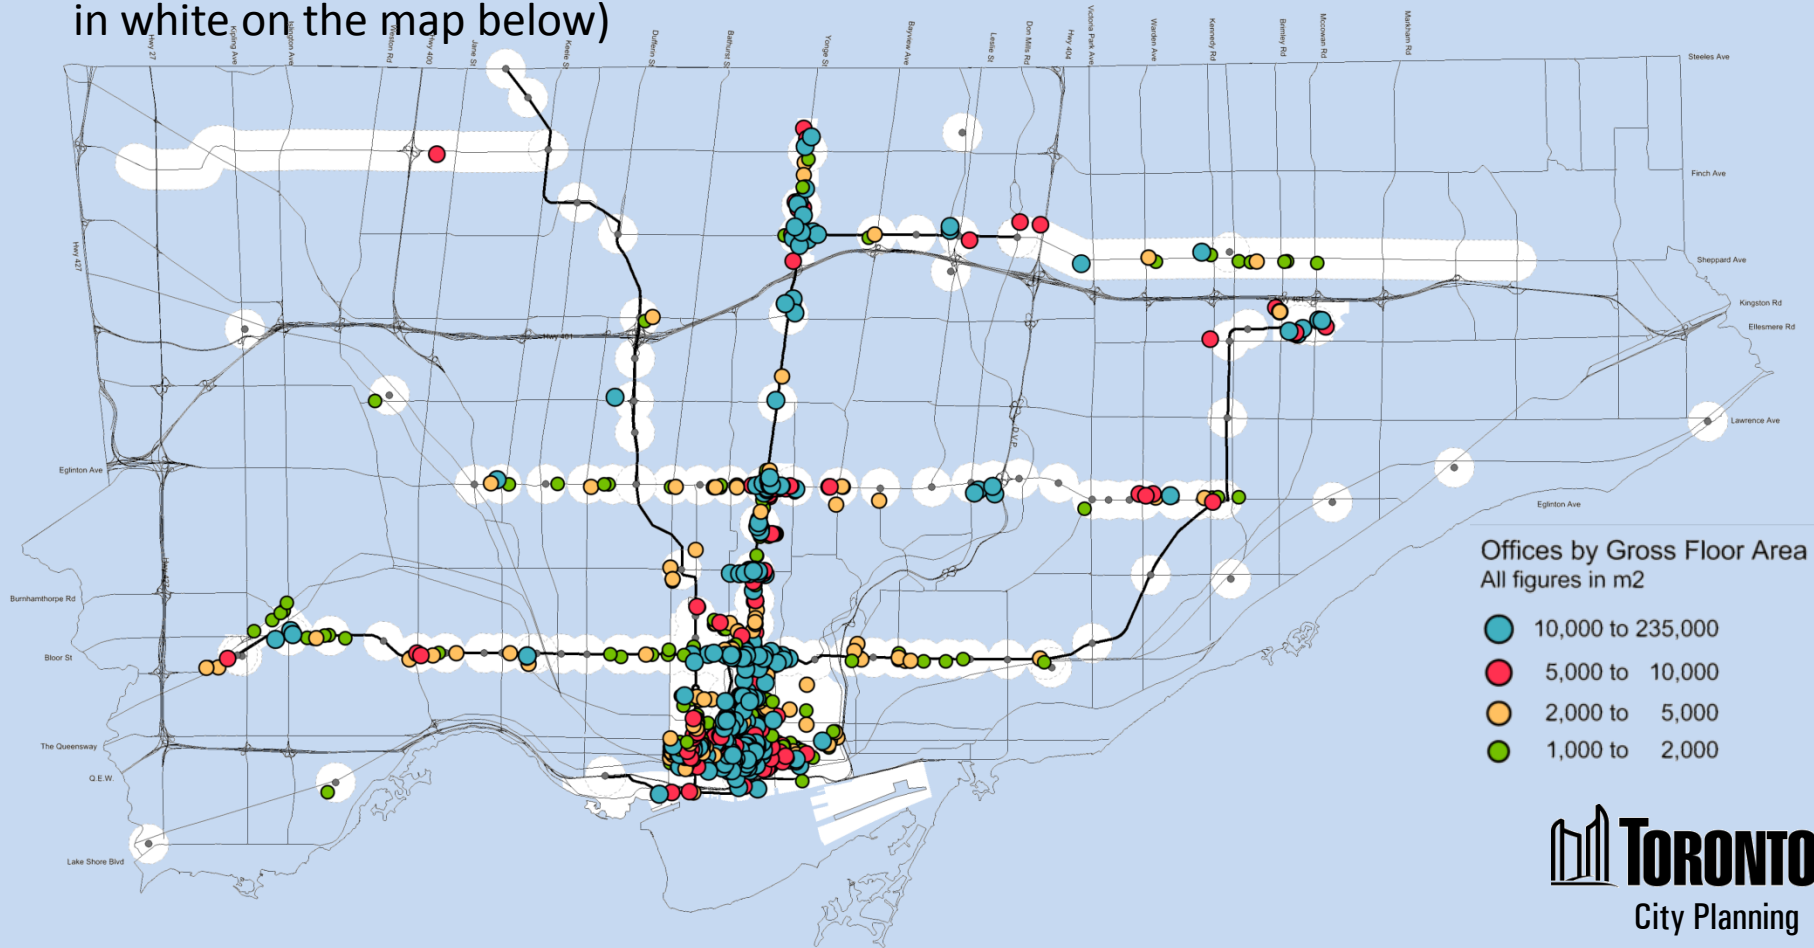 in white on the map below)
Hwy 27
Kipling Ave
Islington Ave
Weston Rd
Hwy 400
Jane St
Keele St
Dufferin St
Bathurst St
Yonge St
Bayview Ave
Leslie St
Don Mills Rd
Hwy 404
Victoria Park Ave
Warden Ave
Kennedy Rd
Brimley Rd
Mccowan Rd
Markham Rd
Steeles Ave
Finch Ave
Hwy 427
Sheppard Ave
Kingston Rd
Ellesmere Rd
Hwy 401
Lawrence Ave
D.V.P.
Eglinton Ave
Eglinton Ave
Hwy 427
Burnhamthorpe Rd
Bloor St
The Queensway
Q.E.W.
Lake Shore Blvd
Offices by Gross Floor Area
All figures in m2
10,000 to 235,000
5,000 to 10,000
2,000 to 5,000
1,000 to 2,000
TORONTO
City Planning